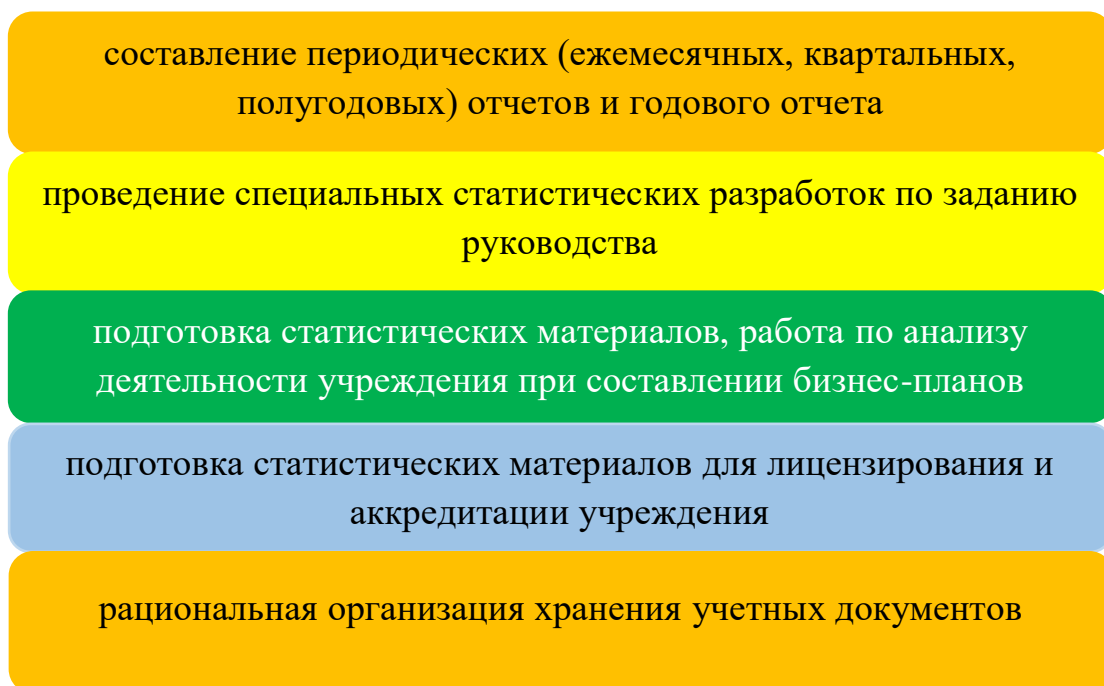 составление периодических (ежемесячных, квартальных,
полугодовых) отчетов и годового отчета
проведение специальных статистических разработок по заданию
руководства
подготовка статистических материалов, работа по анализу
деятельности учреждения при составлении бизнес-планов
подготовка статистических материалов для лицензирования и
аккредитации учреждения
рациональная организация хранения учетных документов